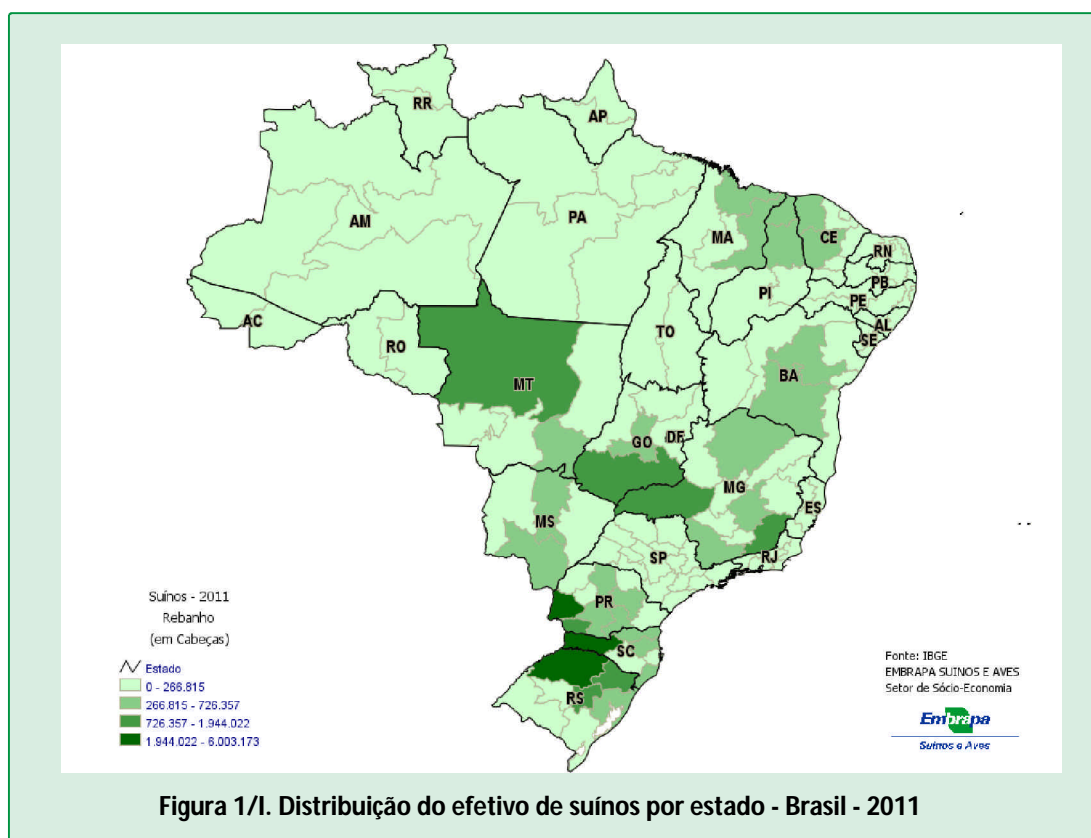 RR
AP
AM
PA
MA
CE
RN
PB
PI
PE
AL
SE
AC
RO
TO
BA
MT
GO
DF
MG
ES
MS
SP
RJ
PR
SC
RS
Suínos - 2011
Rebanho
(em Cabeças)
Estado
0 - 266.815
266.815 - 726.357
726.357 - 1.944.022
1.944.022 - 6.003.173
Fonte: IBGE
EMBRAPA SUINOS E AVES
Setor de Sócio-Economia
Embrapa
Suínos e Aves
Figura 1/I. Distribuição do efetivo de suínos por estado - Brasil - 2011